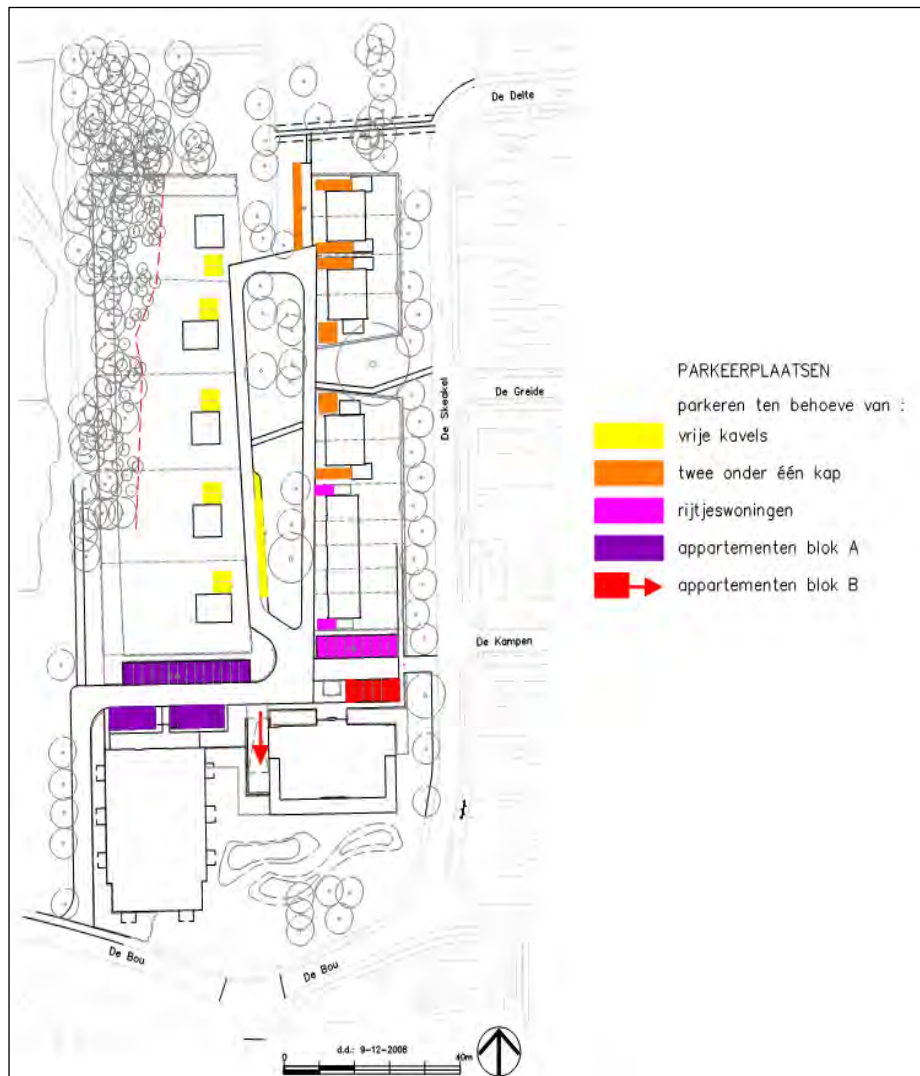 De Delte
De Skeakel
De Greide
PARKEERPLAATSEN
parkeren ten behoeve van :
vrije kavels
twee onder één kap
rijtjeswoningen
appartementen blok A
appartementen blok B
De Kampen
De Bou
De Bou
d.d.: 9-12-2008
0
40m